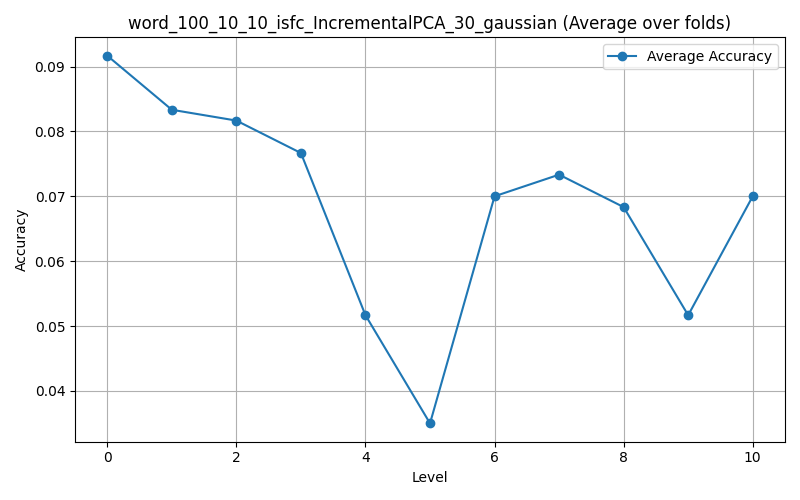 word_100_10_10_isfc_IncrementalPCA_30_gaussian (Average over folds)
Average Accuracy
0.09
0.08
0.07
0.06
0.05
0.04
Accuracy
0 2 4 6 8 10
Level